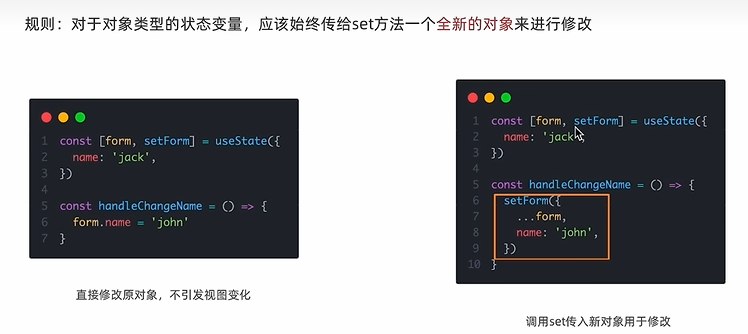 规则：对于对象类型的状态变量，应该始终传给set方法一个全新的对象来进行修改
1 const [form, setForm] = useState({
2   name: 'jack',
3 })
4
5 const handleChangeName = () => {
6   form.name = 'john'
7 }
直接修改原对象，不引发视图变化
1 const [form, setForm] = useState({
2   name: 'jack',
3 })
4
5 const handleChangeName = () => {
6   setForm({
7     ...form,
8     name: 'john',
9   })
10 }
调用set传入新对象用于修改